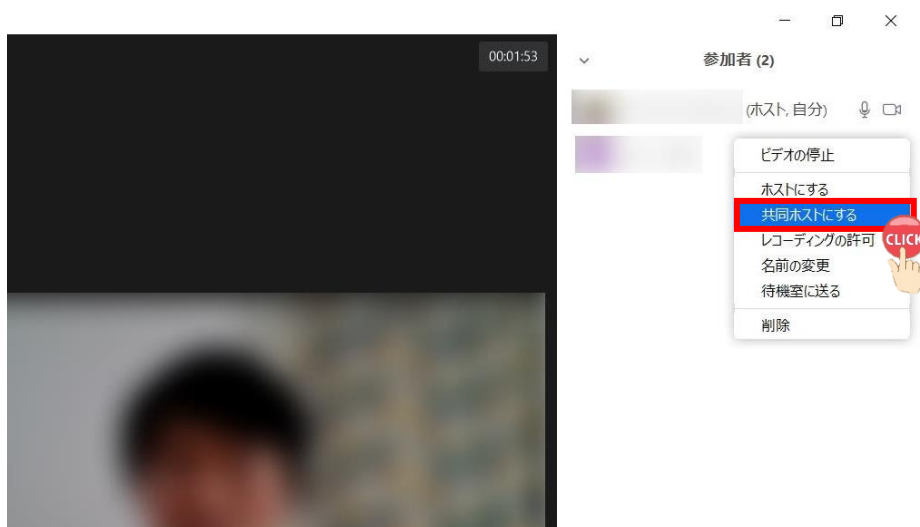 00:01:53
参加者 (2)
(ホスト, 自分)
ビデオの停止
ホストにする
共同ホストにする
レコーディングの許可
CLICK
名前の変更
待機室に送る
削除